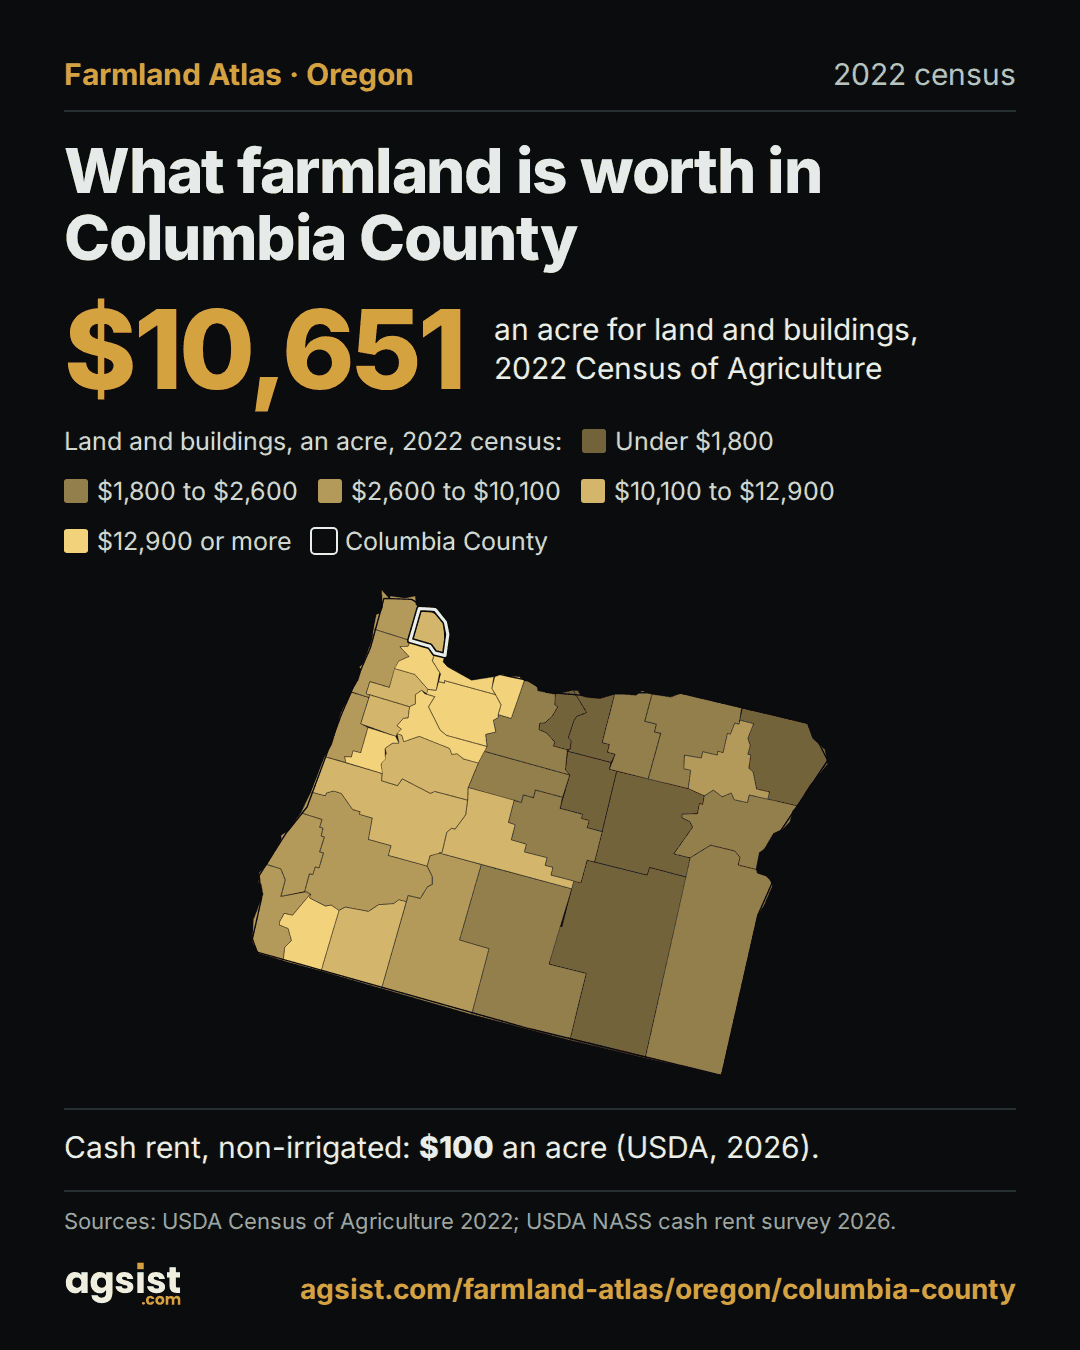 Farmland Atlas · Oregon
2022 census
What farmland is worth in
Columbia County
$10,651
an acre for land and buildings,
2022 Census of Agriculture
Land and buildings, an acre, 2022 census: Under $1,800
$1,800 to $2,600 $2,600 to $10,100 $10,100 to $12,900
$12,900 or more Columbia County
Cash rent, non-irrigated: $100 an acre (USDA, 2026).
Sources: USDA Census of Agriculture 2022; USDA NASS cash rent survey 2026.
agsist
.com
agsist.com/farmland-atlas/oregon/columbia-county